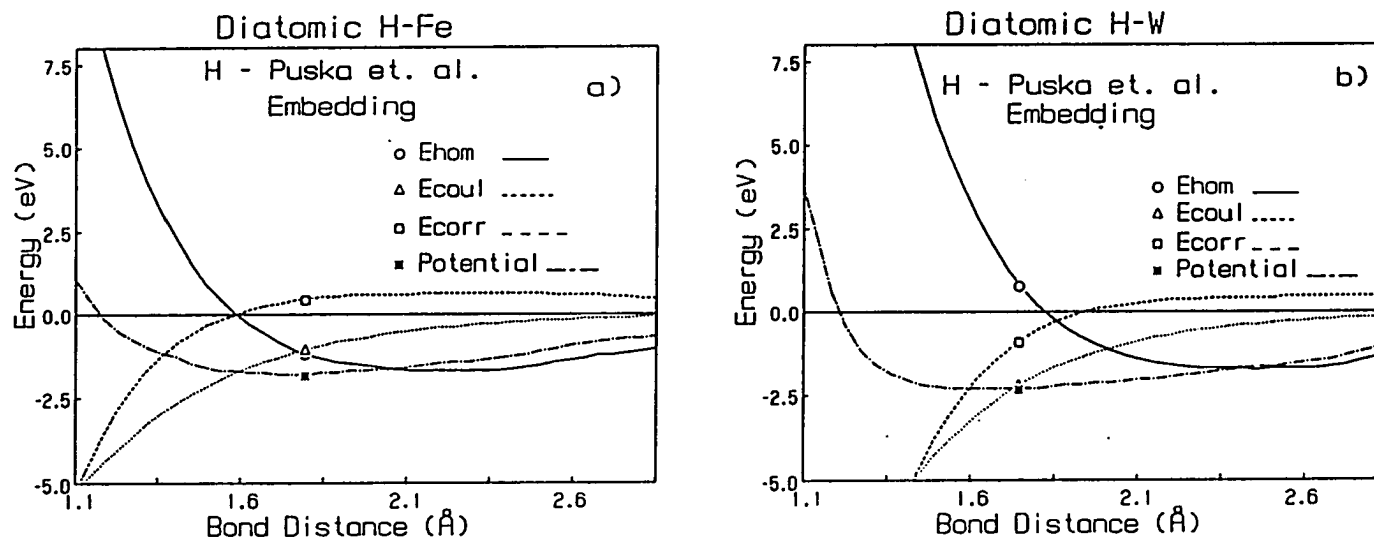 Diatomic H-Fe
H - Puska et. al.
Embedding
a)
Ehom
Ecoul
Ecorr
Potential
7.5
5.0
2.5
0.0
-2.5
-5.0
Energy (eV)
1.1 1.6 2.1 2.6
Bond Distance (Å)
Diatomic H-W
H - Puska et. al.
Embedding
b)
Ehom
Ecoul
Ecorr
Potential
7.5
5.0
2.5
0.0
-2.5
-5.0
Energy (eV)
1.1 1.6 2.1 2.6
Bond Distance (Å)